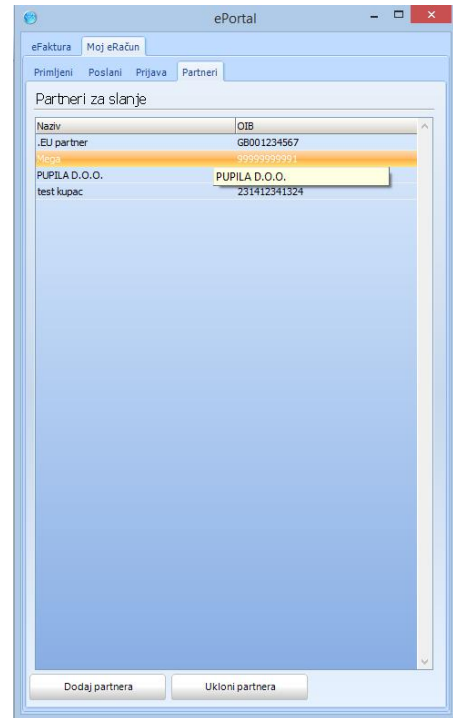 ePortal
eFaktura Moj eRačun
Primljeni Poslani Prijava Partneri
Partneri za slanje
Naziv OIB
.EU partner GB001234567
Mega 99999999991
PUPILA D.O.O. PUPILA D.O.O.
test kupac 231412341324
Dodaj partnera Ukloni partnera